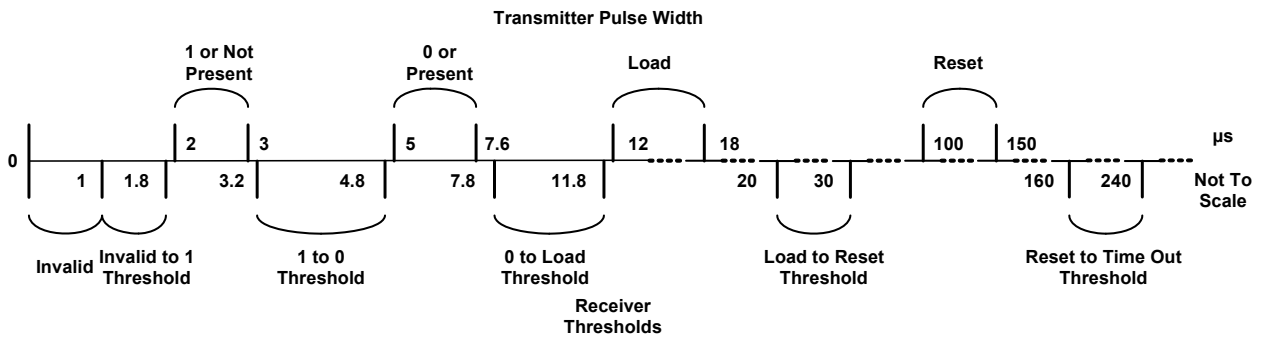 Transmitter Pulse Width
1 or Not
Present
0 or
Present
Load
Reset
2
3
5
7.6
12
18
100
150
µs
0
1
1.8
3.2
4.8
7.8
11.8
20
30
160
240
Not To
Scale
Invalid
Invalid to 1
Threshold
1 to 0
Threshold
0 to Load
Threshold
Load to Reset
Threshold
Reset to Time Out
Threshold
Receiver
Thresholds